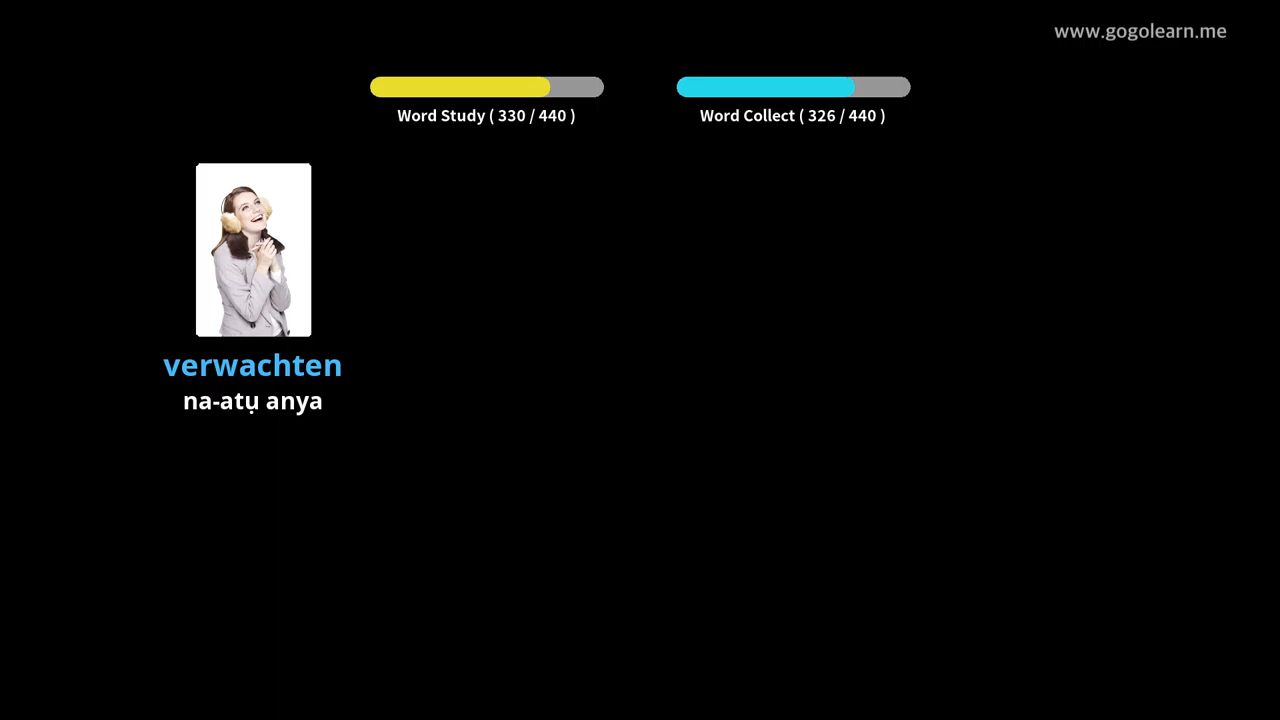 www.gogolearn.me
Word Study ( 330 / 440 )
Word Collect ( 326 / 440 )
verwachten
na-atụ anya